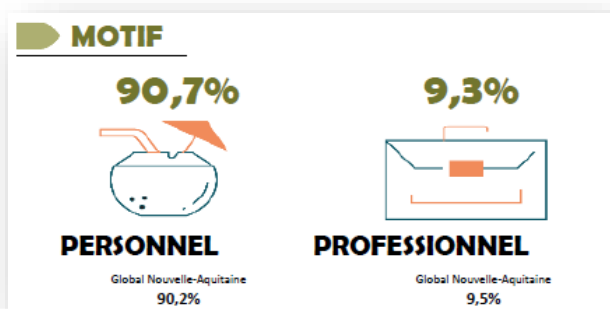 MOTIF
90,7%
9,3%
PERSONNEL
PROFESSIONNEL
Global Nouvelle-Aquitaine
90,2%
Global Nouvelle-Aquitaine
9,5%